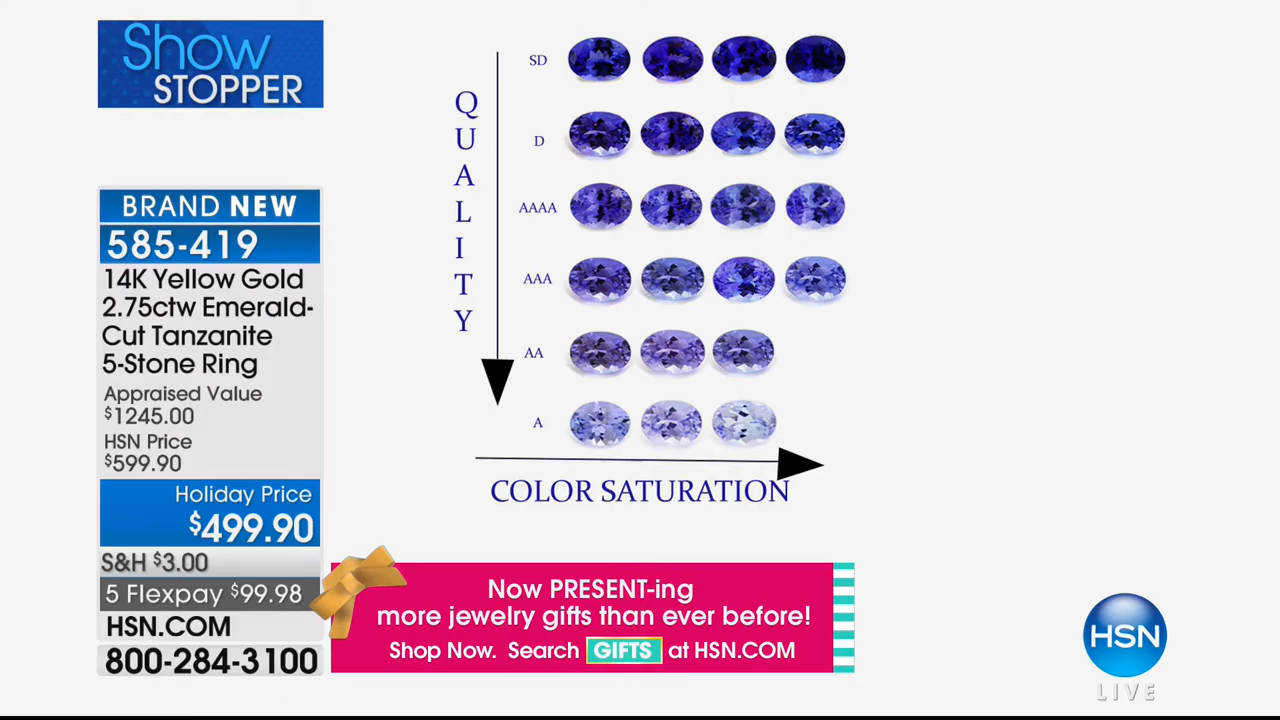 Show
STOPPER
BRAND NEW
585-419
14K Yellow Gold
2.75ctw Emerald-
Cut Tanzanite
5-Stone Ring
Appraised Value
$1245.00
HSN Price
$599.90
Holiday Price
$499.90
S&H $3.00
5 Flexpay $99.98
HSN.COM
800-284-3100
QUALITY
SD
D
AAAA
AAA
AA
A
COLOR SATURATION
Now PRESENT-ing
more jewelry gifts than ever before!
Shop Now. Search GIFTS at HSN.COM
HSN
LIVE